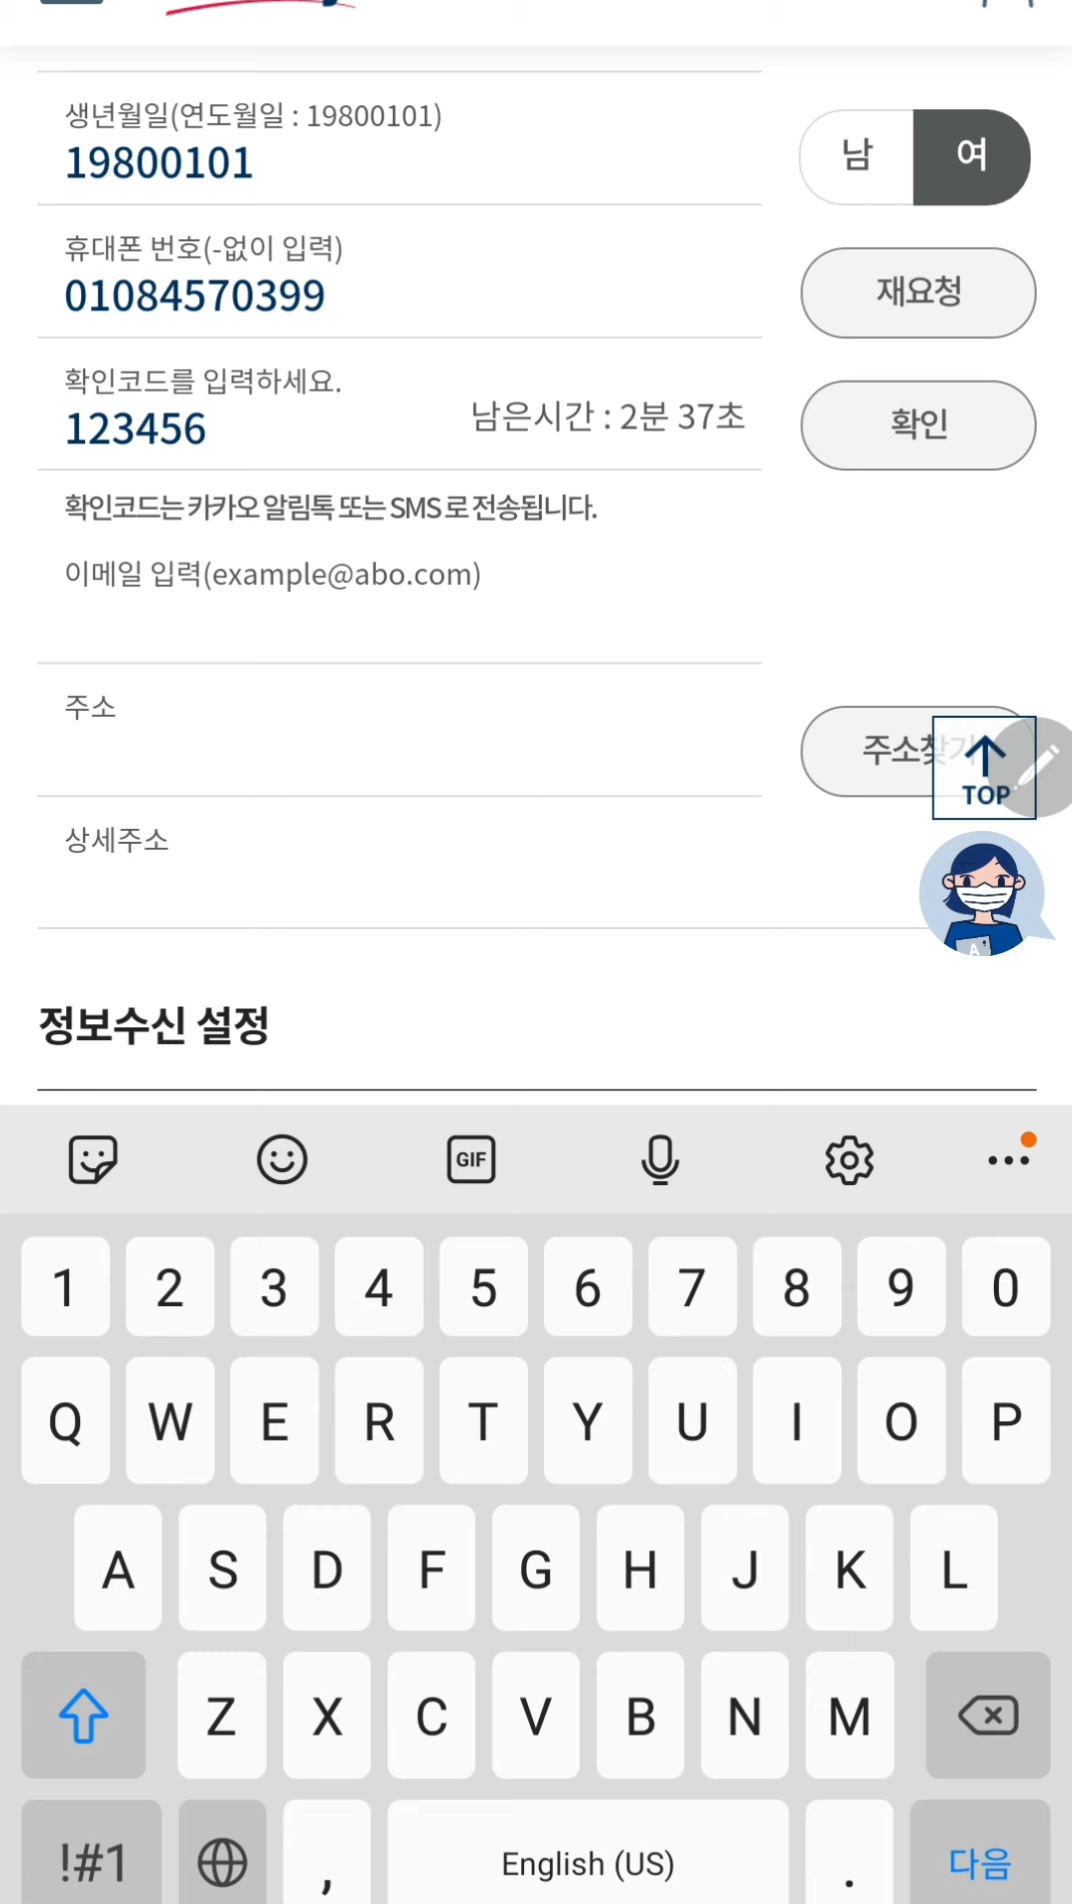 생년월일(연도월일 : 19800101)
19800101
남
여
휴대폰 번호(-없이 입력)
01084570399
재요청
확인코드를 입력하세요.
123456
남은시간 : 2분 37초
확인
확인코드는 카카오 알림톡 또는 SMS 로 전송됩니다.
이메일 입력(example@abo.com)
주소
주소찾기
TOP
상세주소
A
정보수신 설정
GIF
1 2 3 4 5 6 7 8 9 0
Q W E R T Y U I O P
A S D F G H J K L
Z X C V B N M
!#1 , English (US) . 다음